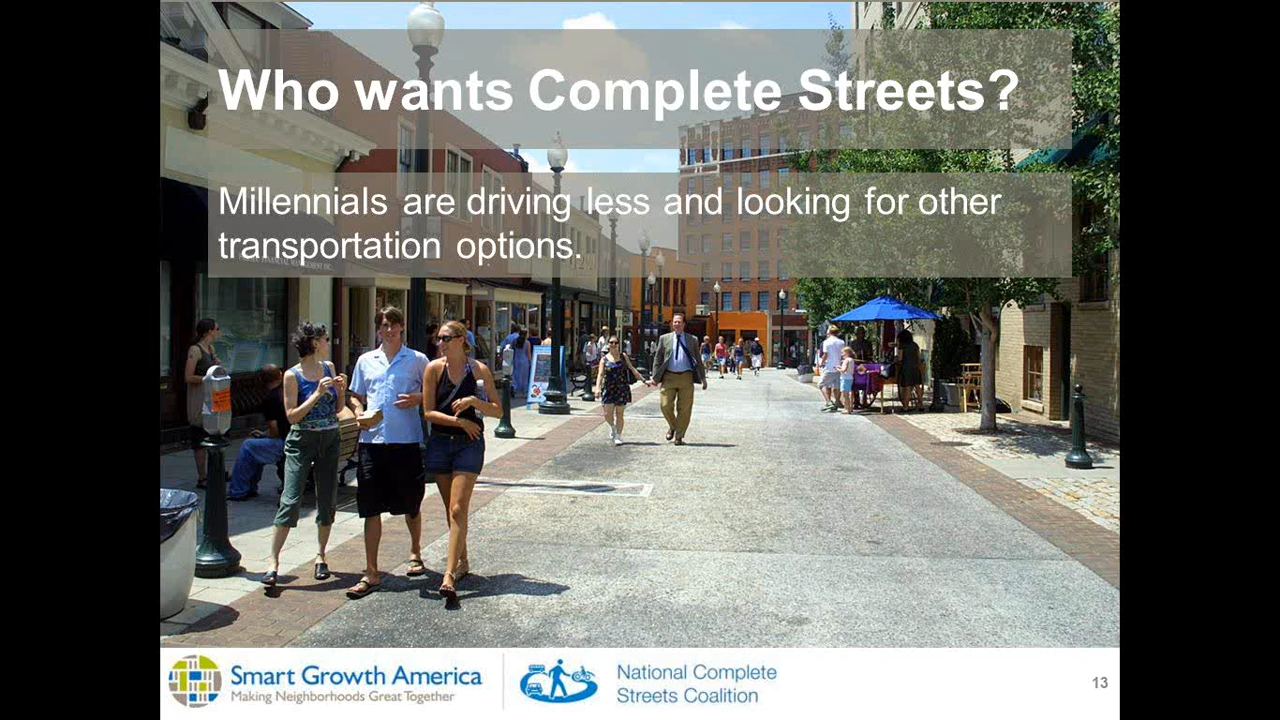 Who wants Complete Streets?
Millennials are driving less and looking for other
transportation options.
Smart Growth America
Making Neighborhoods Great Together
National Complete
Streets Coalition
13